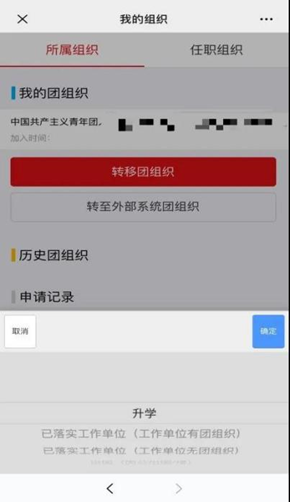 我的组织
所属组织
任职组织
我的团组织
中国共产主义青年团
加入时间：
转移团组织
转至外部系统团组织
历史团组织
申请记录
取消
确定
升学
已落实工作单位（工作单位有团组织）
已落实工作单位（工作单位无团组织）